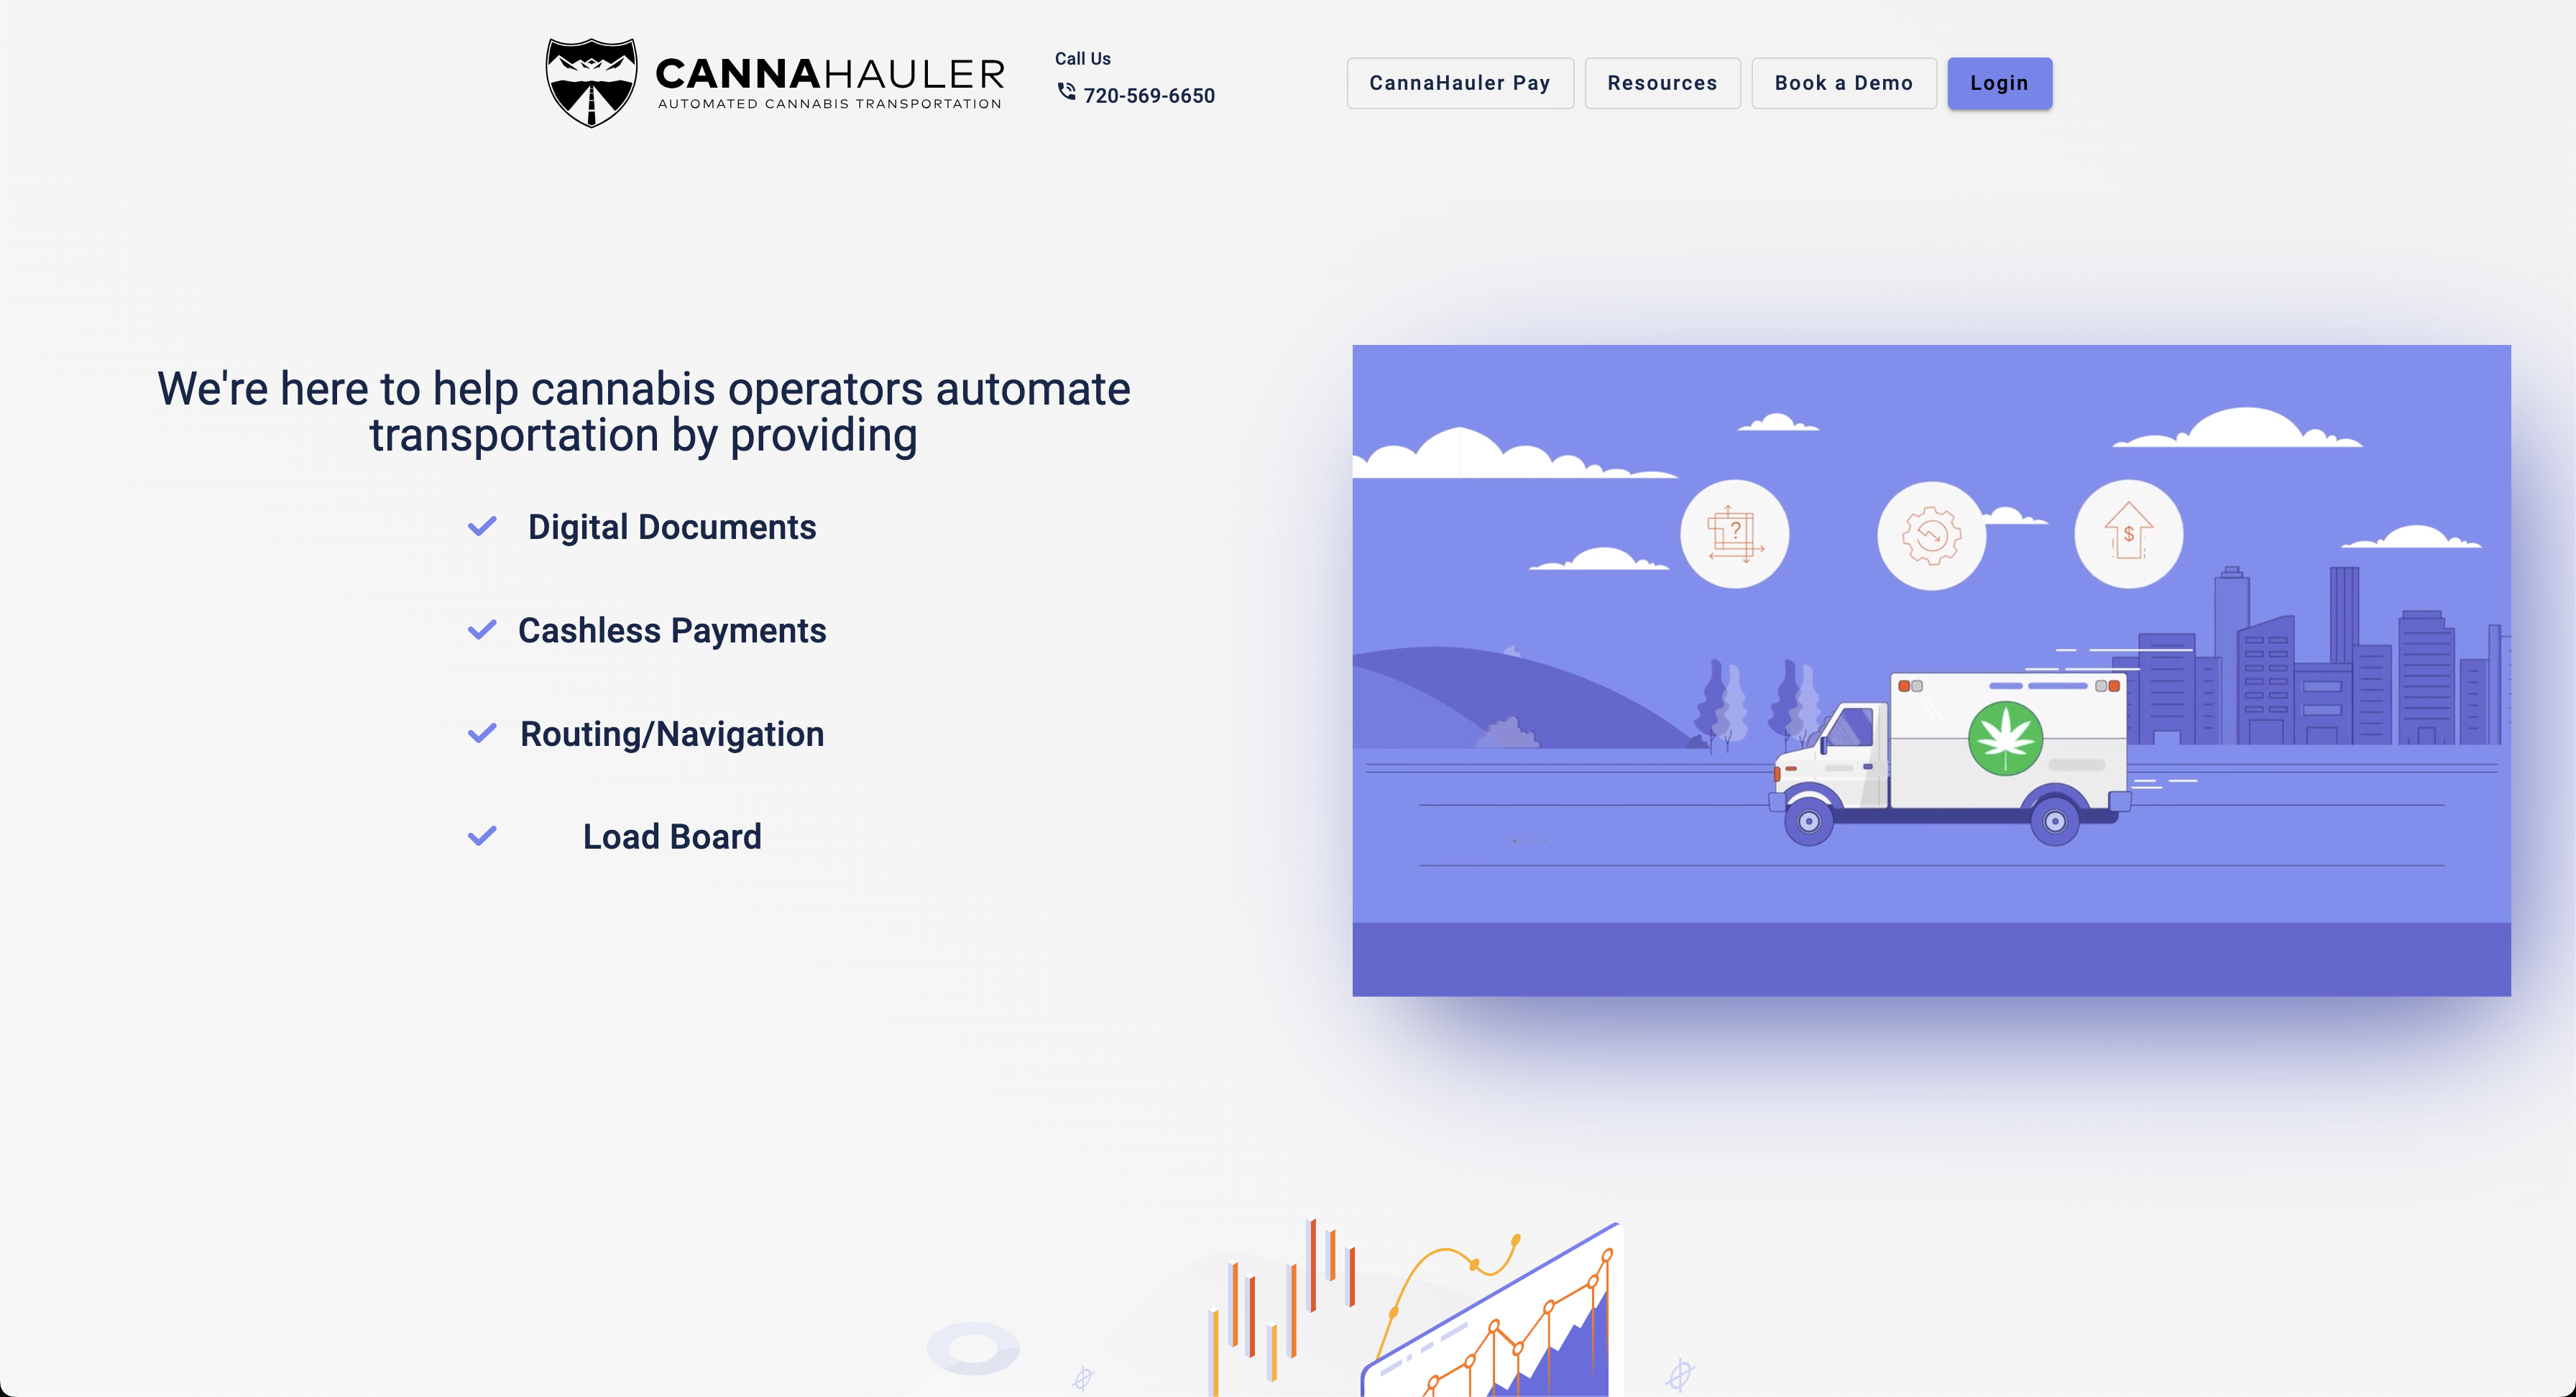 CANNAHAULER
AUTOMATED CANNABIS TRANSPORTATION
Call Us
720-569-6650
CannaHauler Pay
Resources
Book a Demo
Login
We're here to help cannabis operators automate
transportation by providing
Digital Documents
Cashless Payments
Routing/Navigation
Load Board
?
$